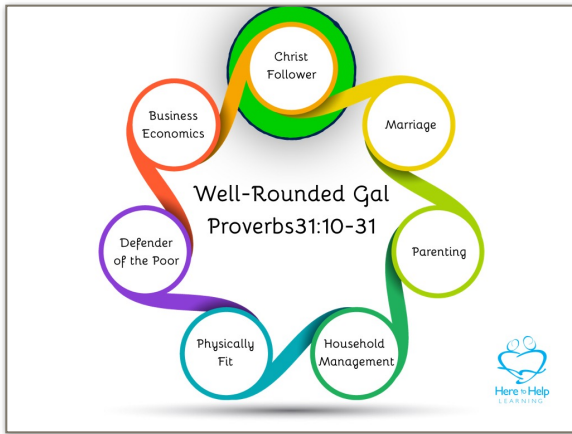 Christ
Follower
Marriage
Parenting
Household
Management
Physically
Fit
Defender
of the Poor
Business
Economics
Well-Rounded Gal
Proverbs31:10-31
Here to Help
LEARNING